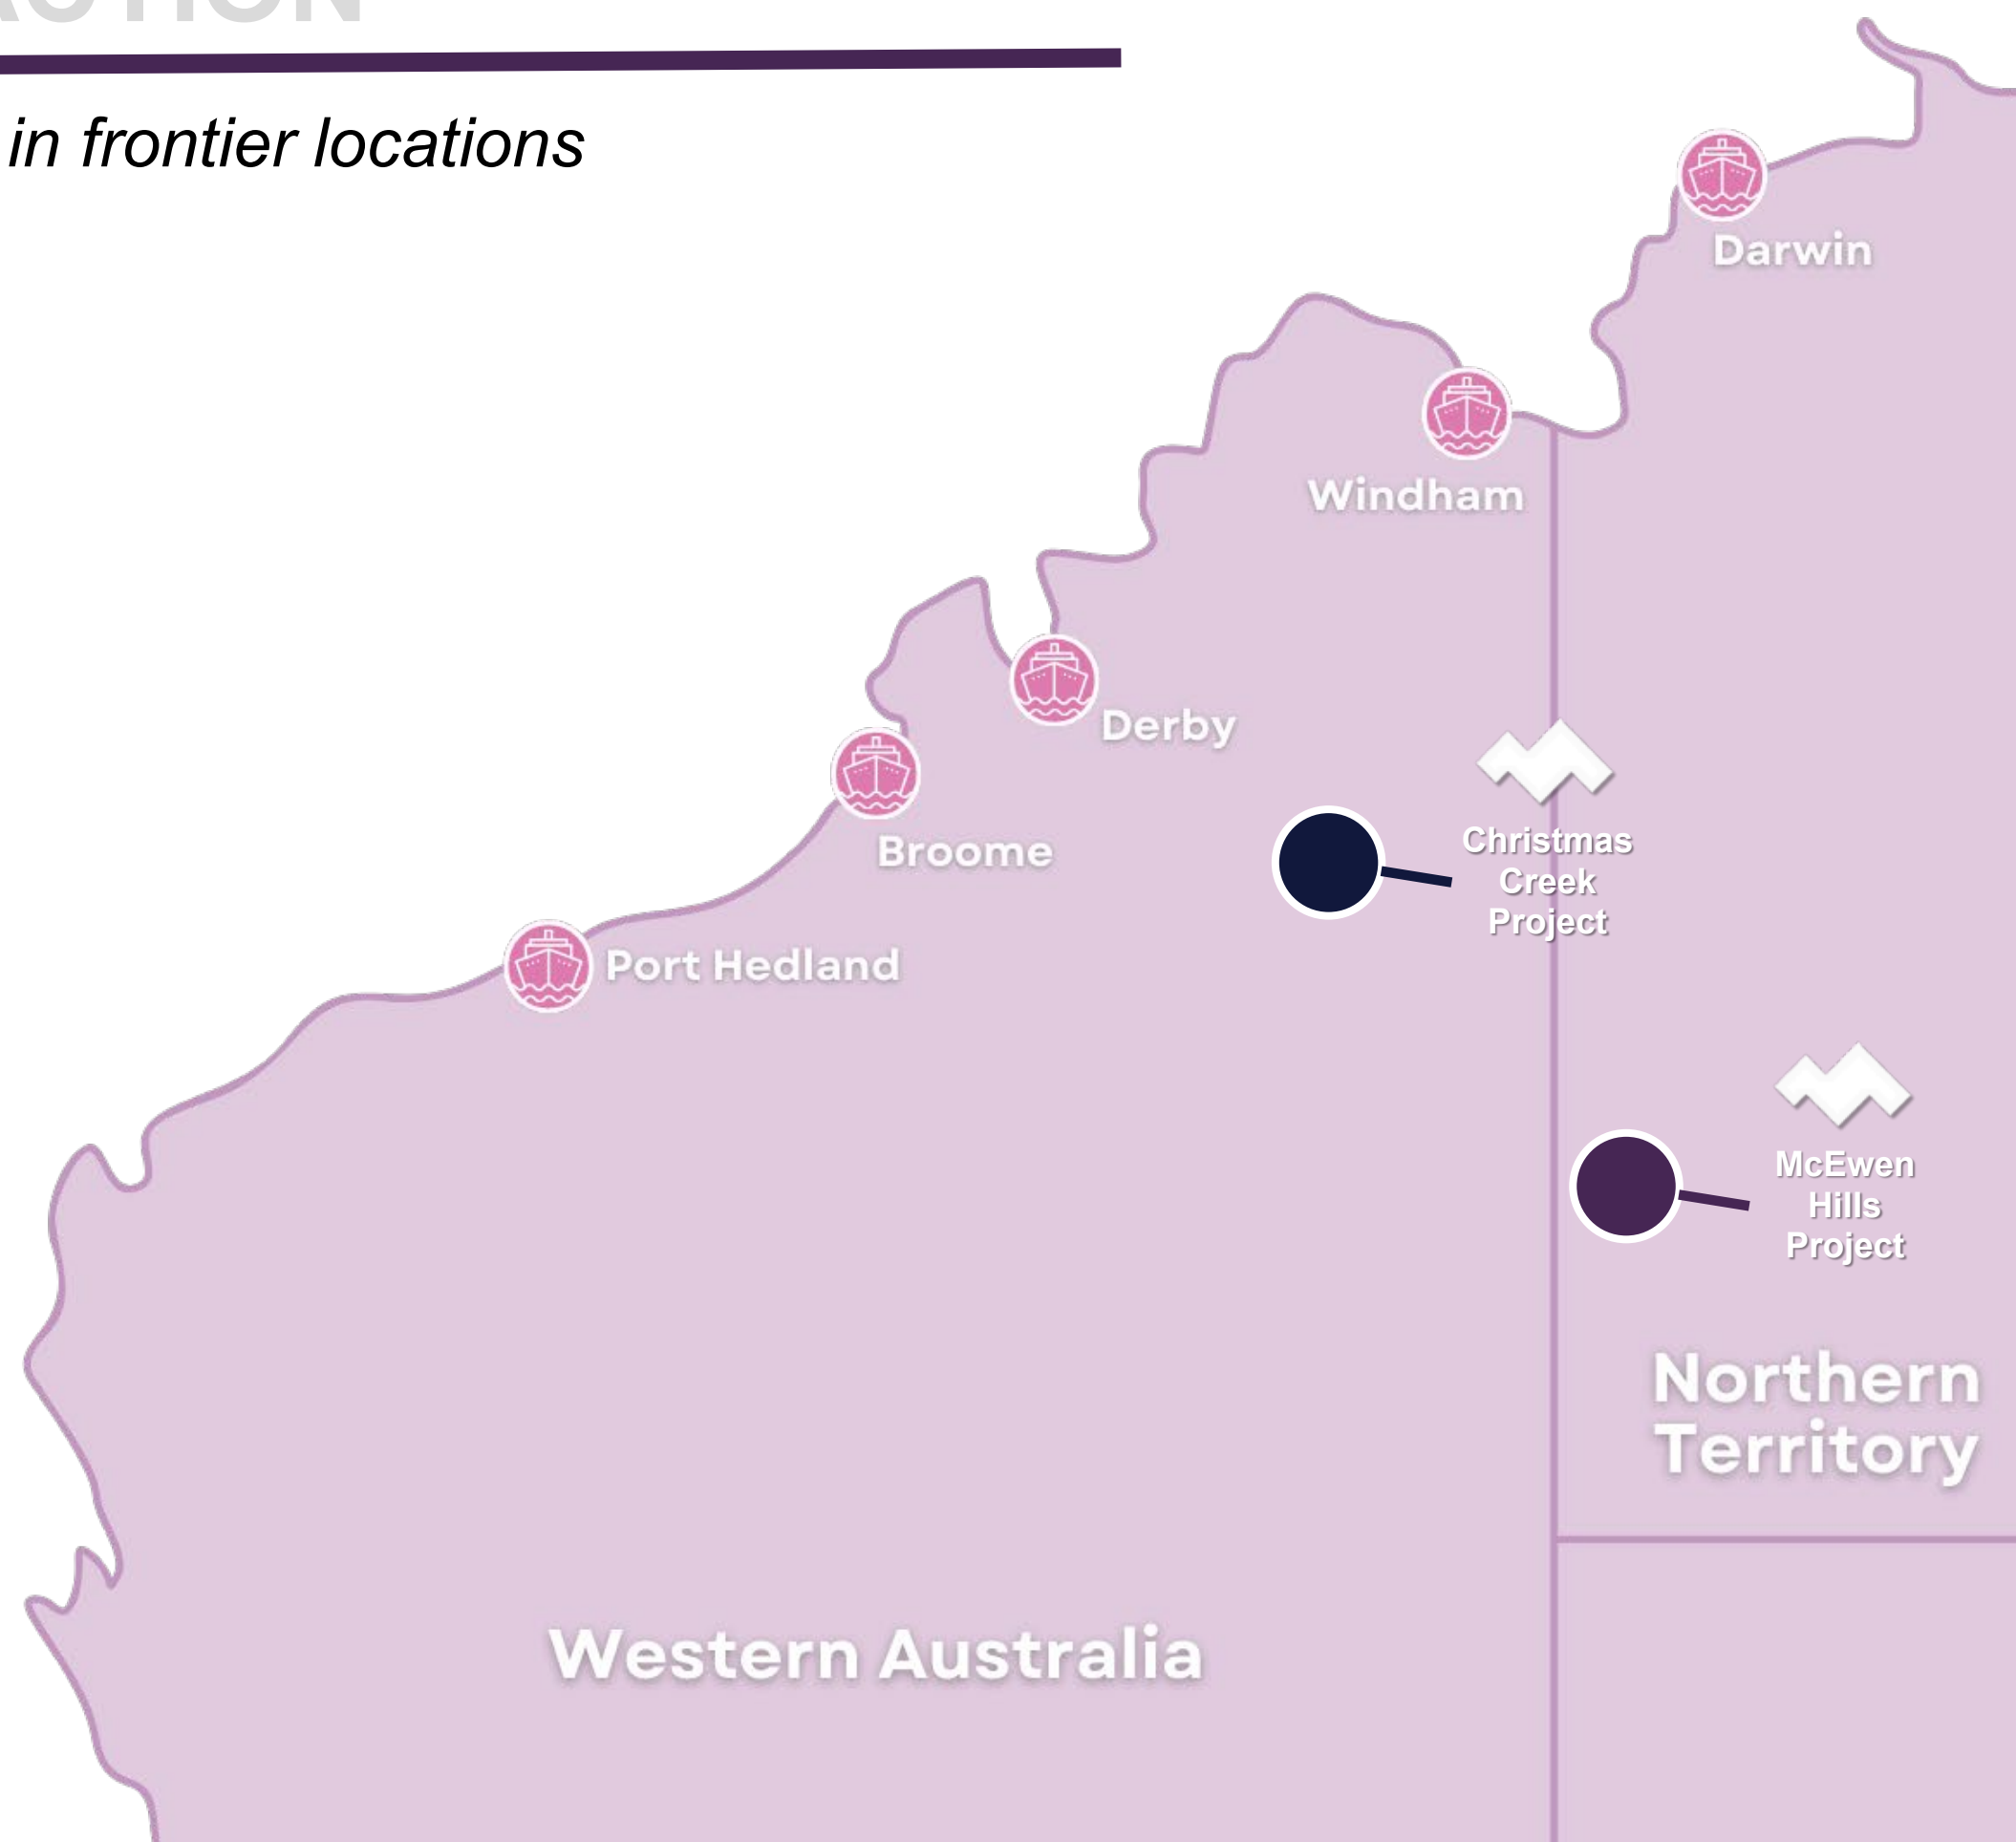 in frontier locations
Darwin
Windham
Derby
Broome
Christmas
Creek
Project
Port Hedland
McEwen
Hills
Project
Northern
Territory
Western Australia